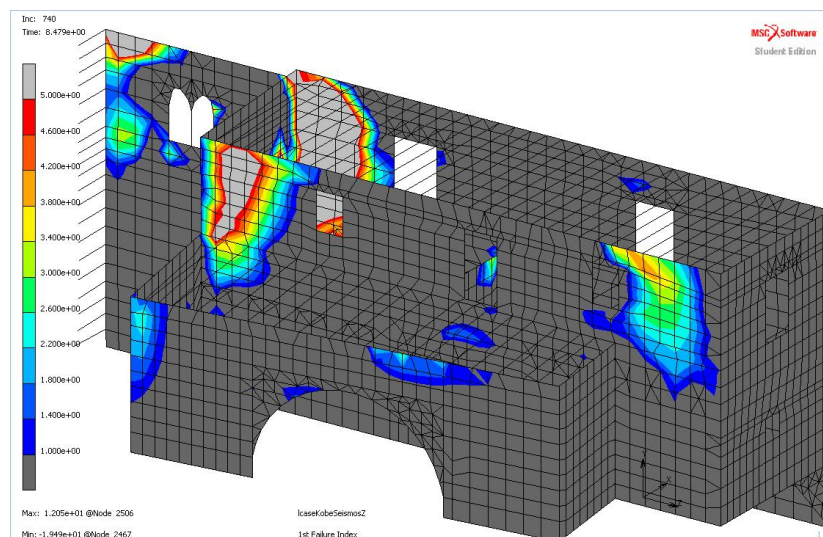 Inc: 740
Time: 8.479e+00
MSC Software
Student Edition
5.000e+00
4.600e+00
4.200e+00
3.800e+00
3.400e+00
3.000e+00
2.600e+00
2.200e+00
1.800e+00
1.400e+00
1.000e+00
Y
X
Z
Max: 1.205e+01 @Node 2506
lcaseKobeSeismosZ
Min: -1.949e+01 @Node 2467
1st Failure Index
1